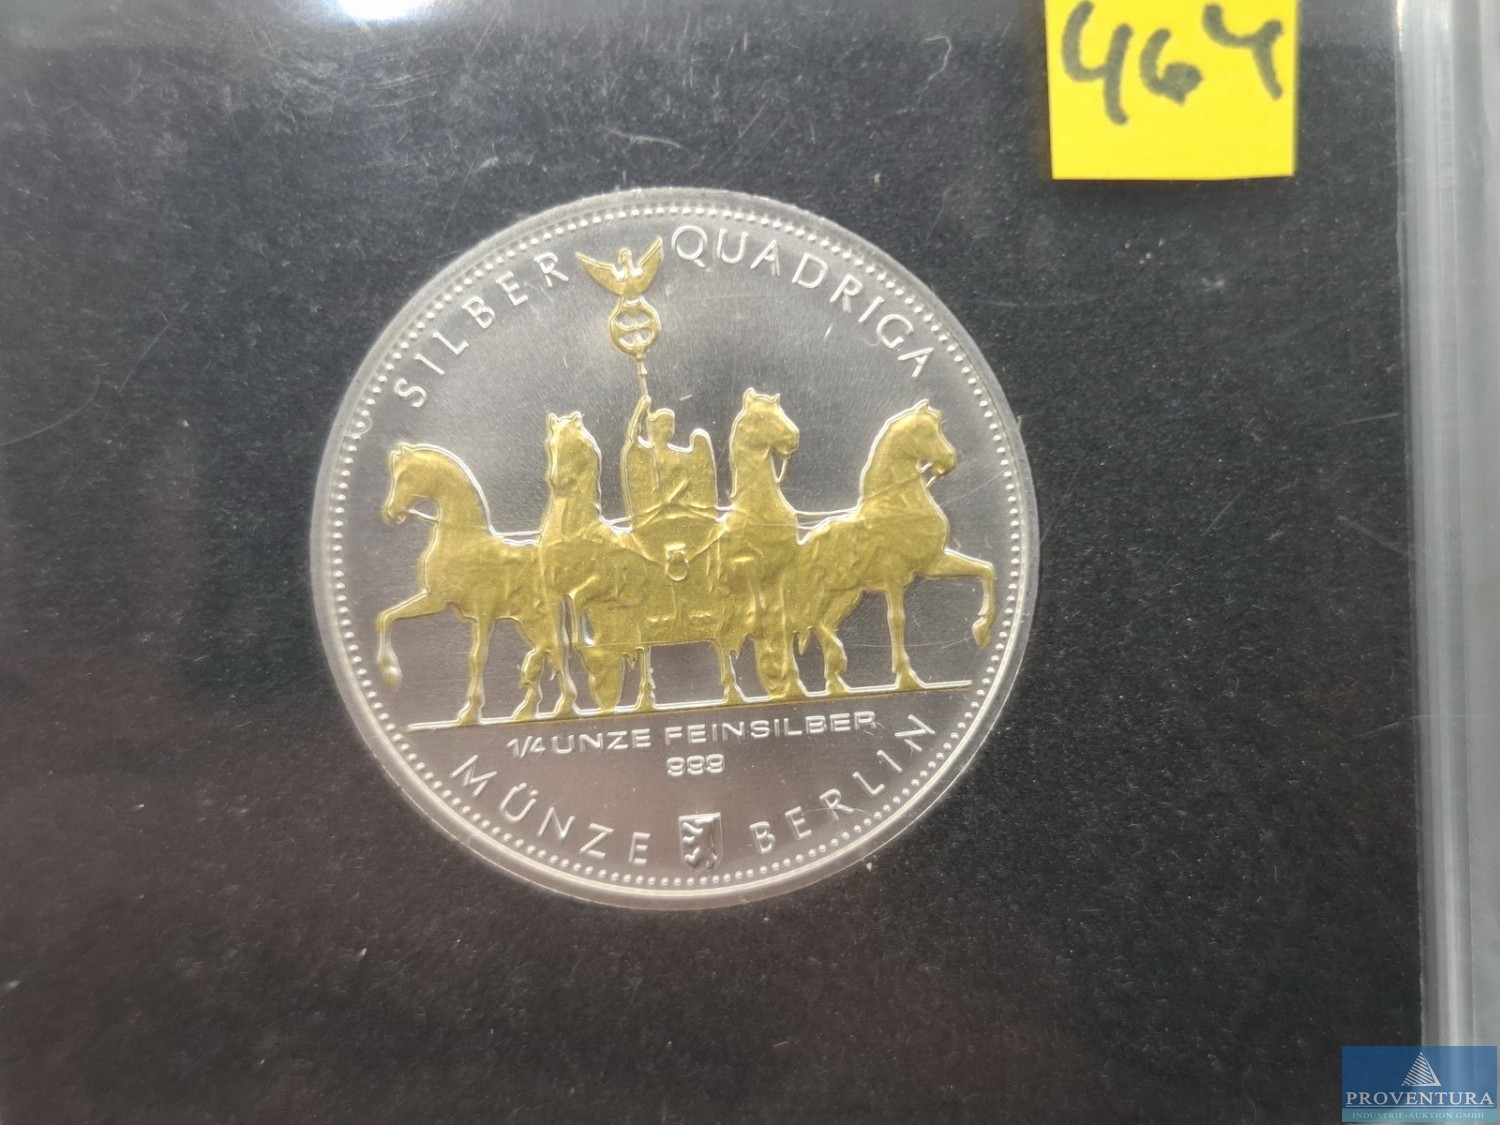 464
SILBER QUADRIGA
1/4 UNZE FEINSILBER
999
MÜNZE BERLIN
PROVENTURA
INDUSTRIE-AUKTION GMBH